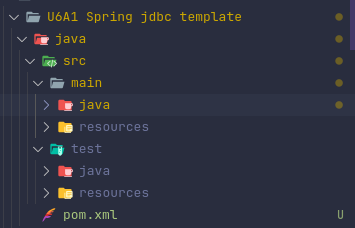 U6A1 Spring jdbc template
java
src
main
java
resources
test
java
resources
pom.xml U